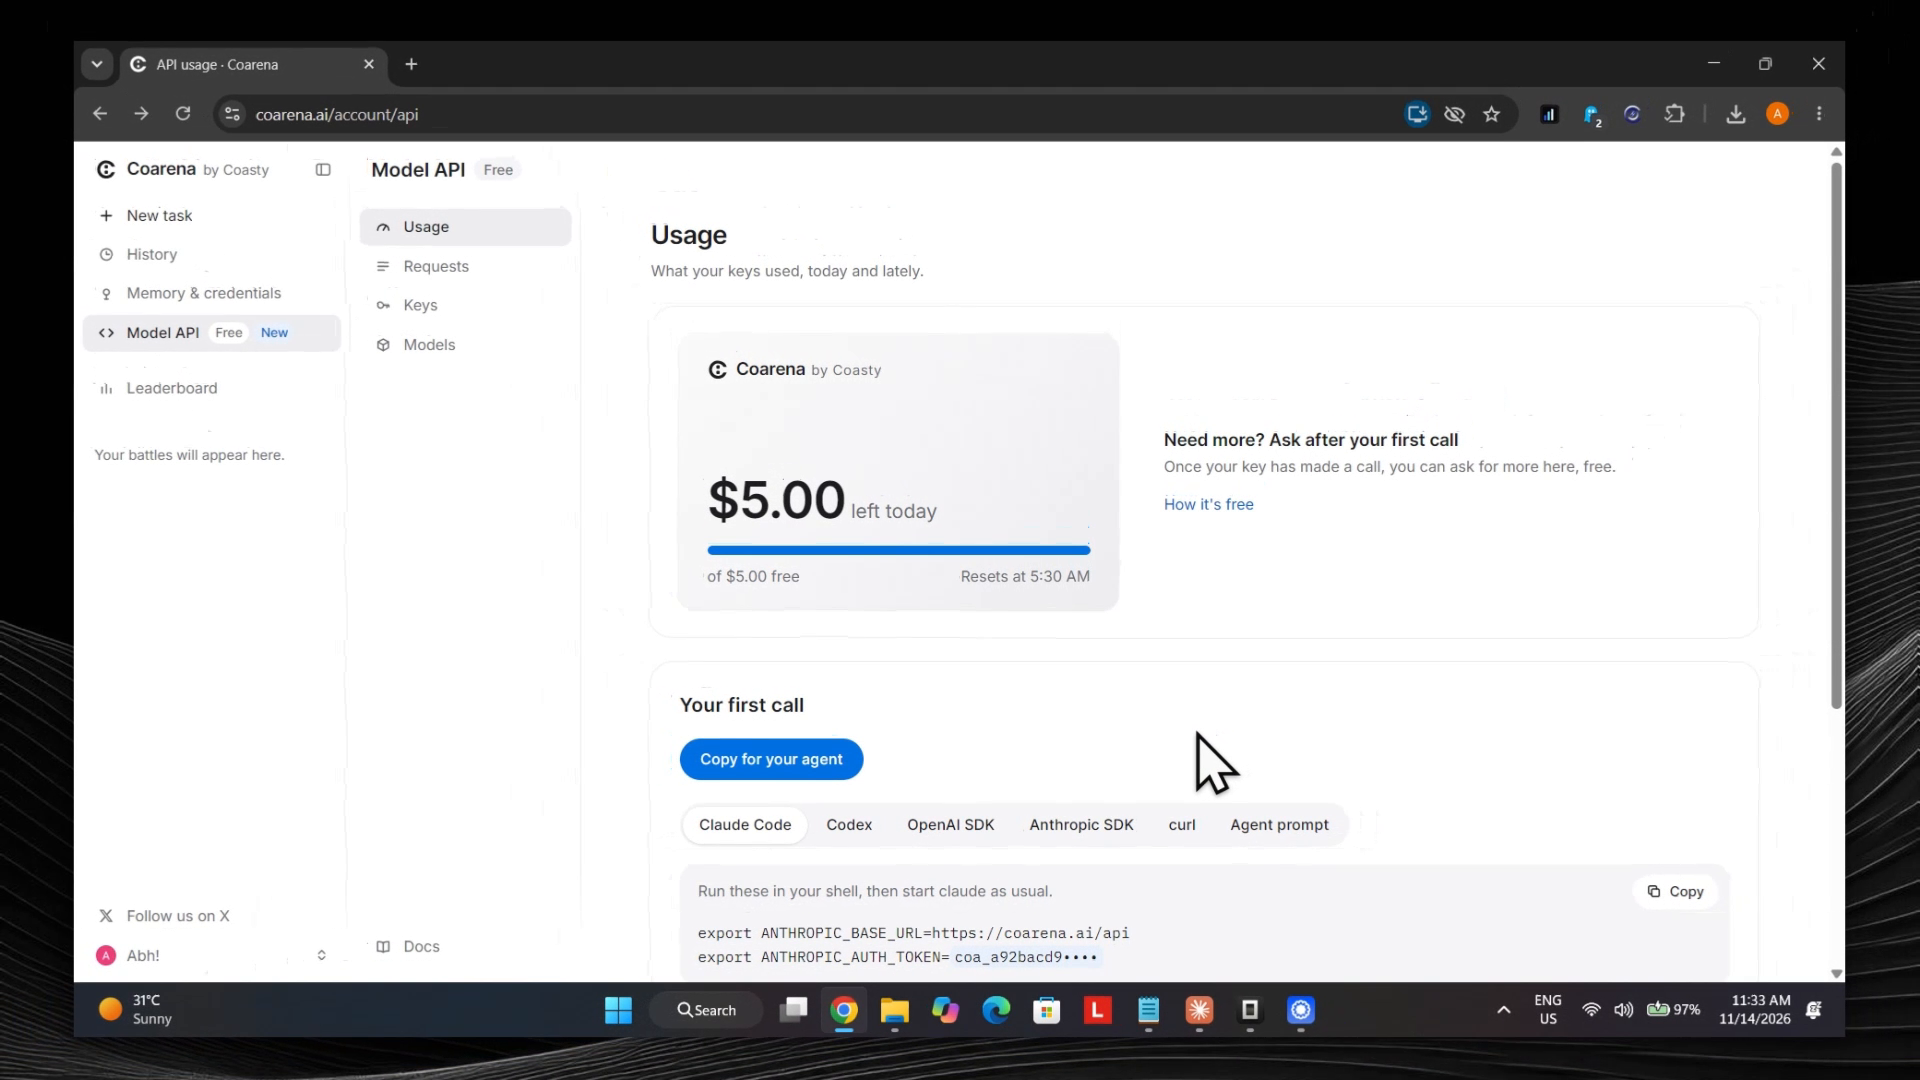 API usage · Coarena
coarena.ai/account/api
2
A
Coarena by Coasty
New task
History
Memory & credentials
Model API Free New
Leaderboard
Your battles will appear here.
Follow us on X
A Abh!
Model API Free
Usage
Requests
Keys
Models
Docs
Usage
What your keys used, today and lately.
Coarena by Coasty
$5.00 left today
of $5.00 free
Resets at 5:30 AM
Need more? Ask after your first call
Once your key has made a call, you can ask for more here, free.
How it's free
Your first call
Copy for your agent
Claude Code Codex OpenAI SDK Anthropic SDK curl Agent prompt
Run these in your shell, then start claude as usual.
Copy
export ANTHROPIC_BASE_URL=https://coarena.ai/api
export ANTHROPIC_AUTH_TOKEN=coa_a92bacd9••••
31°C
Sunny
Search
L
ENG
US
97%
11:33 AM
11/14/2026